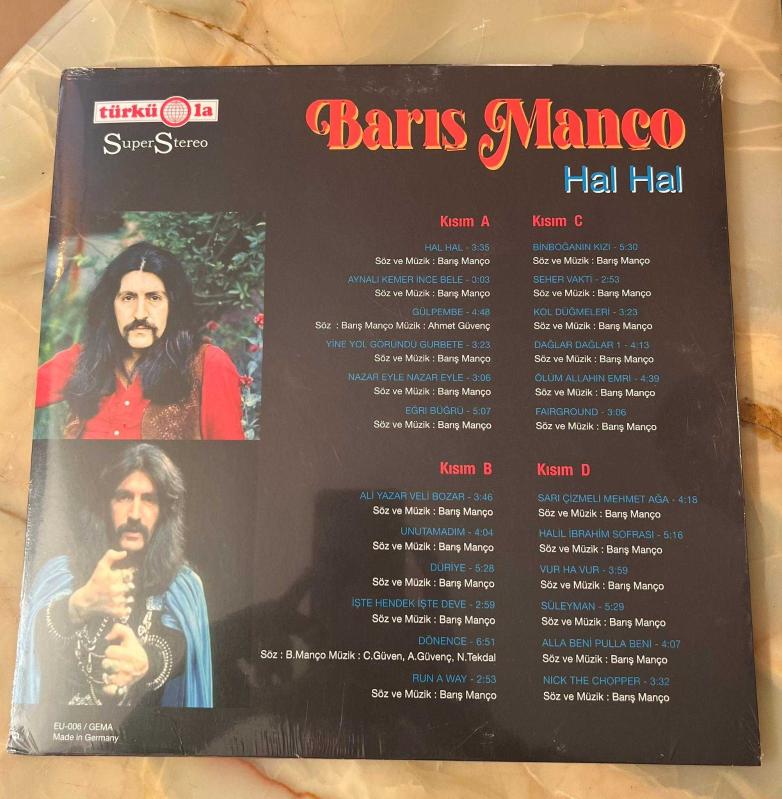 türkü la
SuperStereo
Barıs Manço
Hal Hal
Kısım A
HAL HAL - 3:35
Söz ve Müzik : Barış Manço
AYNALI KEMER İNCE BELE - 3:03
Söz ve Müzik : Barış Manço
GÜLPEMBE - 4:48
Söz : Barış Manço Müzik : Ahmet Güvenç
YİNE YOL GÖRÜNDÜ GURBETE - 3:23
Söz ve Müzik : Barış Manço
NAZAR EYLE NAZAR EYLE - 3:06
Söz ve Müzik : Barış Manço
EĞRİ BÜĞRÜ - 5:07
Söz ve Müzik : Barış Manço
Kısım B
ALİ YAZAR VELİ BOZAR - 3:46
Söz ve Müzik : Barış Manço
UNUTAMADIM - 4:04
Söz ve Müzik : Barış Manço
DÜRİYE - 5:28
Söz ve Müzik : Barış Manço
İŞTE HENDEK İŞTE DEVE - 2:59
Söz ve Müzik : Barış Manço
DÖNENCE - 6:51
Söz : B.Manço Müzik : C.Güven, A.Güvenç, N.Tekdal
RUN A WAY - 2:53
Söz ve Müzik : Barış Manço
Kısım C
BİNBOĞANIN KIZI - 5:30
Söz ve Müzik : Barış Manço
SEHER VAKTİ - 2:53
Söz ve Müzik : Barış Manço
KOL DÜĞMELERİ - 3:23
Söz ve Müzik : Barış Manço
DAĞLAR DAĞLAR 1 - 4:13
Söz ve Müzik : Barış Manço
ÖLÜM ALLAHIN EMRİ - 4:39
Söz ve Müzik : Barış Manço
FAIRGROUND - 3:06
Söz ve Müzik : Barış Manço
Kısım D
SARI ÇİZMELİ MEHMET AĞA - 4:18
Söz ve Müzik : Barış Manço
HALİL İBRAHİM SOFRASI - 5:16
Söz ve Müzik : Barış Manço
VUR HA VUR - 3:59
Söz ve Müzik : Barış Manço
SÜLEYMAN - 5:29
Söz ve Müzik : Barış Manço
ALLA BENİ PULLA BENİ - 4:07
Söz ve Müzik : Barış Manço
NICK THE CHOPPER - 3:32
Söz ve Müzik : Barış Manço
EU-006 / GEMA
Made in Germany